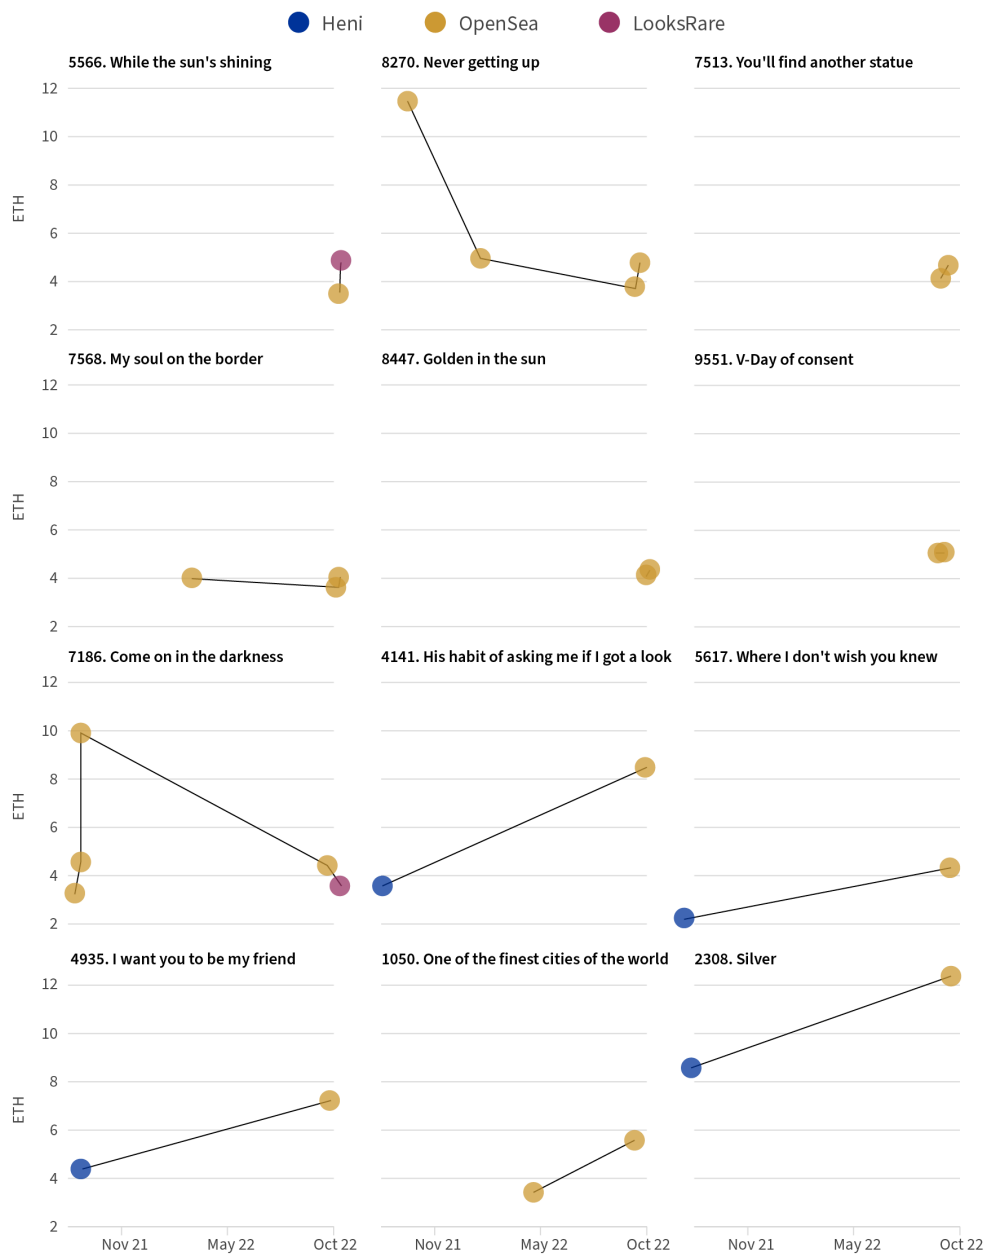 Heni OpenSea LooksRare
5566. While the sun's shining 8270. Never getting up 7513. You'll find another statue
12
10
8
ETH
6
4
2
7568. My soul on the border 8447. Golden in the sun 9551. V-Day of consent
12
10
8
ETH
6
4
2
7186. Come on in the darkness 4141. His habit of asking me if I got a look 5617. Where I don't wish you knew
12
10
8
ETH
6
4
2
4935. I want you to be my friend 1050. One of the finest cities of the world 2308. Silver
12
10
8
ETH
6
4
2
Nov 21 May 22 Oct 22 Nov 21 May 22 Oct 22 Nov 21 May 22 Oct 22